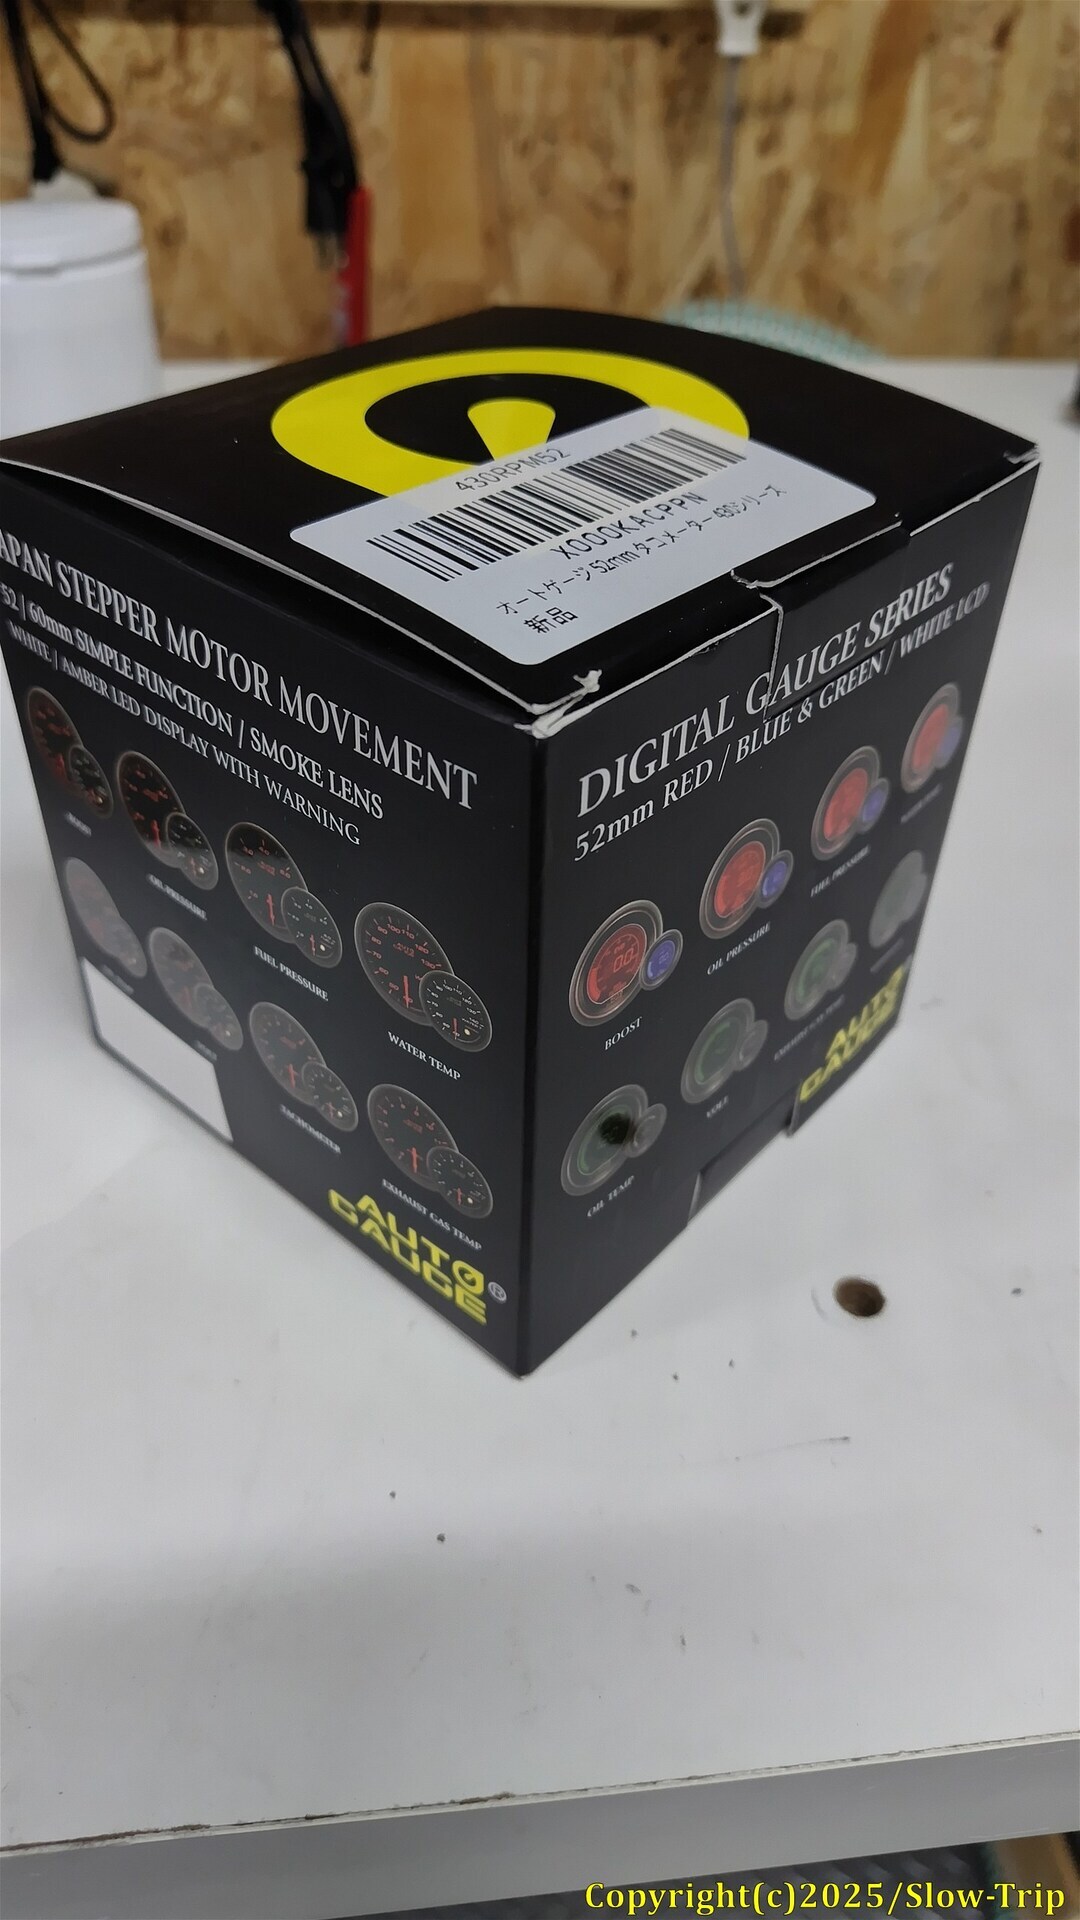 430RPM52
X000KACPPN
オートゲージ 52mm タコメーター 430シリーズ
新品
APAN STEPPER MOTOR MOVEMENT
52 / 60mm SIMPLE FUNCTION / SMOKE LENS
WHITE / AMBER LED DISPLAY WITH WARNING
BOOST
OIL PRESSURE
FUEL PRESSURE
WATER TEMP
TACHOMETER
EXHAUST GAS TEMP
AUTO
GAUGE®
DIGITAL GAUGE SERIES
52mm RED / BLUE & GREEN / WHITE LCD
BOOST
OIL PRESSURE
FUEL PRESSURE
OIL TEMP
VOLT
AUTO
GAUGE
Copyright(c)2025/Slow-Trip